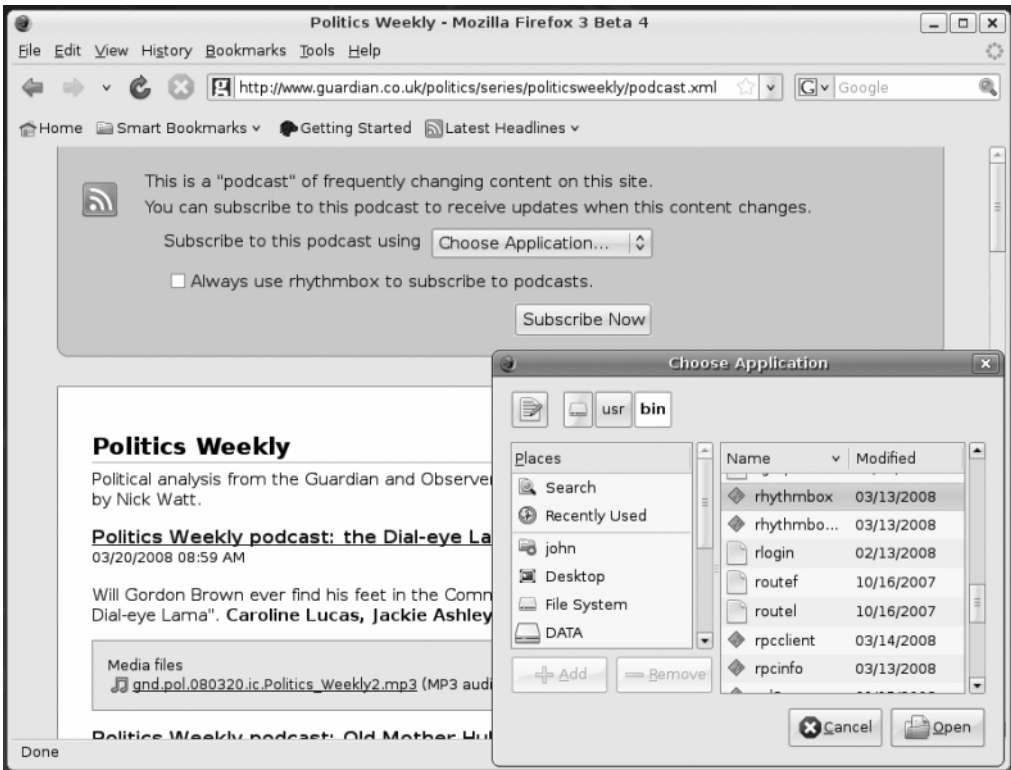 Politics Weekly - Mozilla Firefox 3 Beta 4
File Edit View History Bookmarks Tools Help
http://www.guardian.co.uk/politics/series/politicsweekly/podcast.xml
G Google
Home Smart Bookmarks Getting Started Latest Headlines
This is a "podcast" of frequently changing content on this site.
You can subscribe to this podcast to receive updates when this content changes.
Subscribe to this podcast using Choose Application...
Always use rhythmbox to subscribe to podcasts.
Subscribe Now
Politics Weekly
Political analysis from the Guardian and Observer
by Nick Watt.
Politics Weekly podcast: the Dial-eye La
03/20/2008 08:59 AM
Will Gordon Brown ever find his feet in the Comm
Dial-eye Lama". Caroline Lucas, Jackie Ashley
Media files
gnd.pol.080320.ic.Politics_Weekly2.mp3 (MP3 audi
Politics Weekly podcast: Old Mother Hu
Done
Choose Application
usr bin
Places
Search
Recently Used
john
Desktop
File System
DATA
Add Remove
Name Modified
rhythmbox 03/13/2008
rhythmbo... 03/13/2008
rlogin 02/13/2008
routef 10/16/2007
routel 10/16/2007
rpcclient 03/14/2008
rpcinfo 03/13/2008
Cancel Open